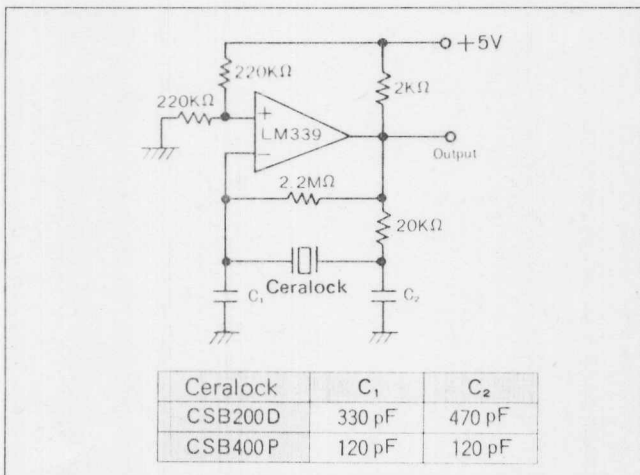 +5V
220KΩ
2KΩ
220KΩ
+
LM339
−
Output
2.2MΩ
20KΩ
Ceralock
C₁
C₂
Ceralock C₁ C₂
CSB200D 330 pF 470 pF
CSB400P 120 pF 120 pF